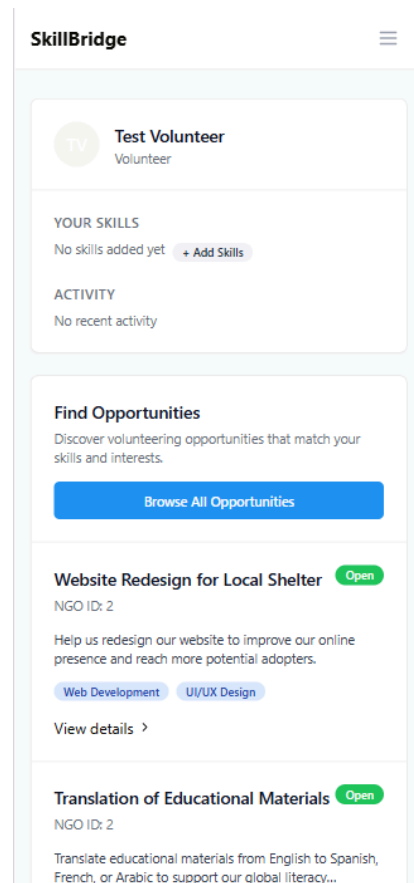 SkillBridge
TV
Test Volunteer
Volunteer
YOUR SKILLS
No skills added yet + Add Skills
ACTIVITY
No recent activity
Find Opportunities
Discover volunteering opportunities that match your
skills and interests.
Browse All Opportunities
Website Redesign for Local Shelter Open
NGO ID: 2
Help us redesign our website to improve our online
presence and reach more potential adopters.
Web Development UI/UX Design
View details >
Translation of Educational Materials Open
NGO ID: 2
Translate educational materials from English to Spanish,
French, or Arabic to support our global literacy...